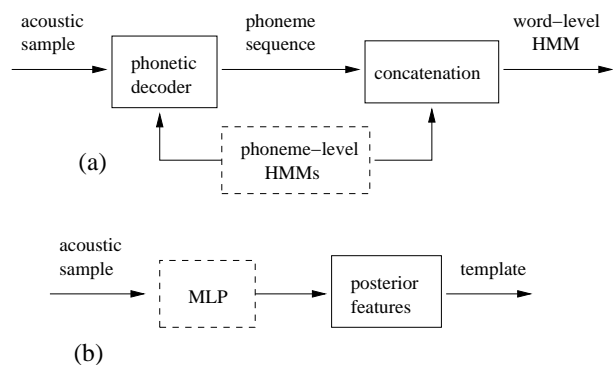 acoustic
sample
phonetic
decoder
phoneme
sequence
concatenation
word–level
HMM
phoneme–level
HMMs
(a)
acoustic
sample
MLP
posterior
features
template
(b)